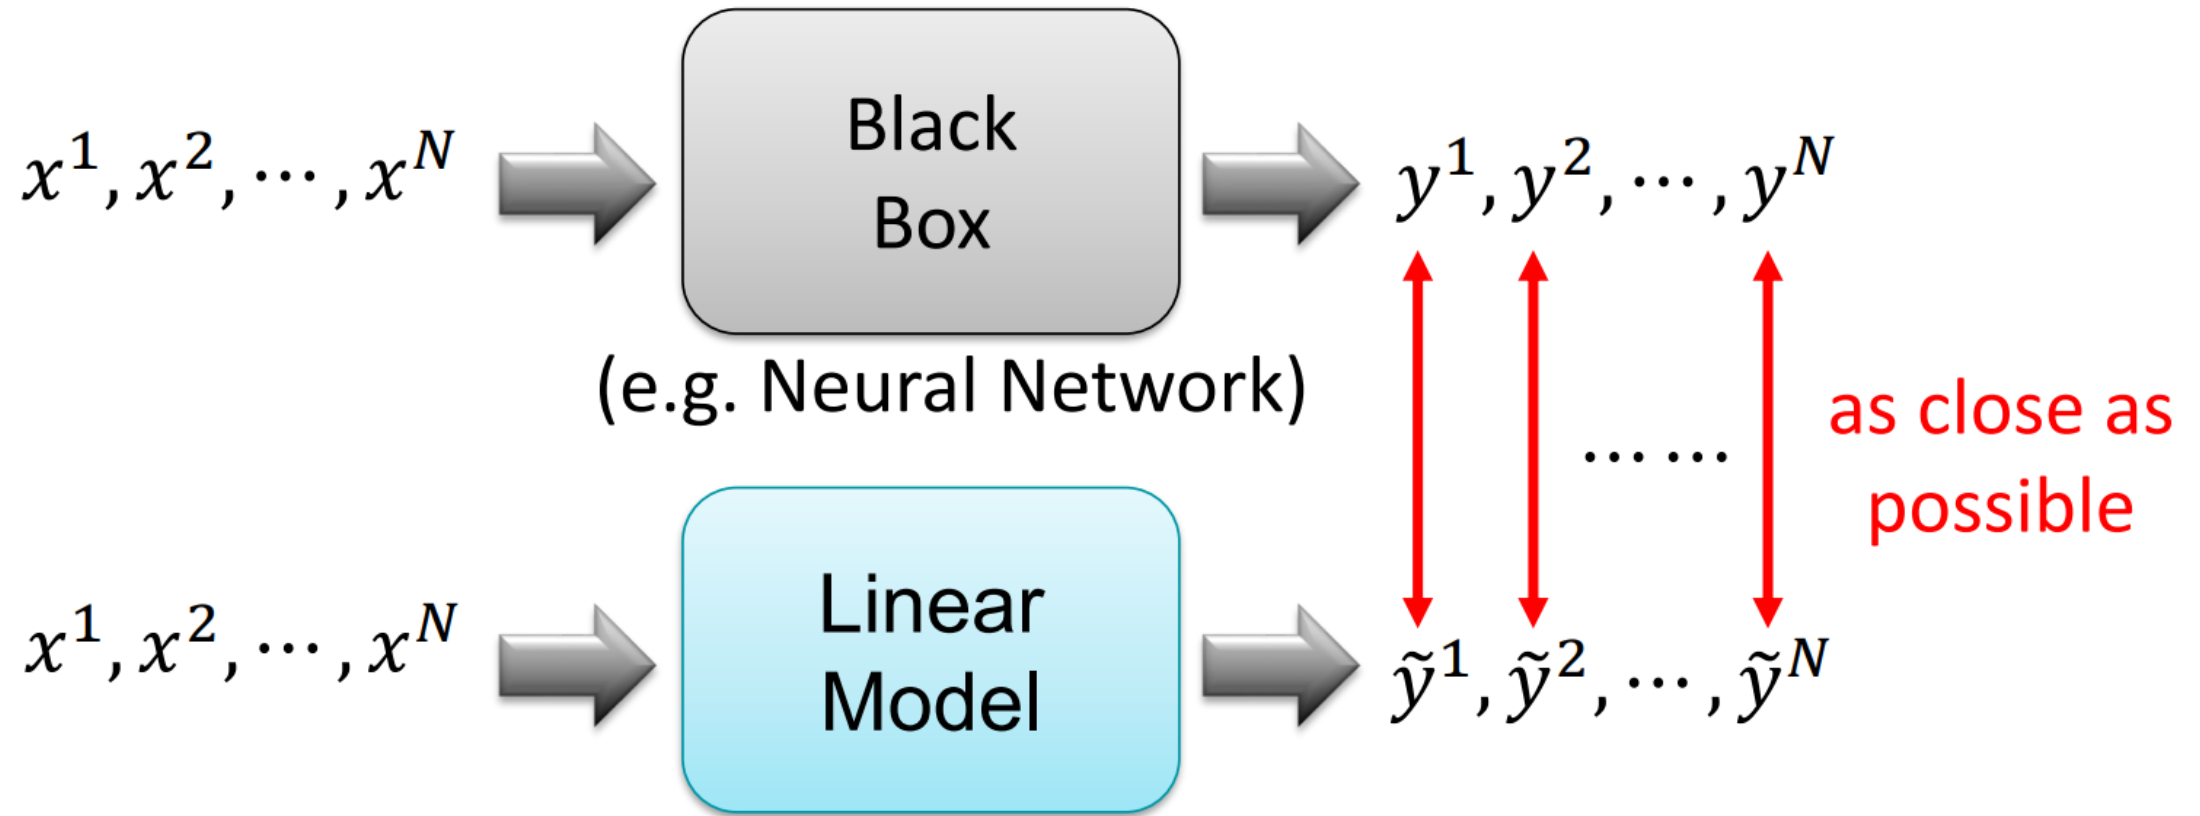 x¹, x², ⋯, xᴺ
Black
Box
y¹, y², ⋯, yᴺ
(e.g. Neural Network)
as close as
possible
⋯⋯
x¹, x², ⋯, xᴺ
Linear
Model
ỹ¹, ỹ², ⋯, ỹᴺ